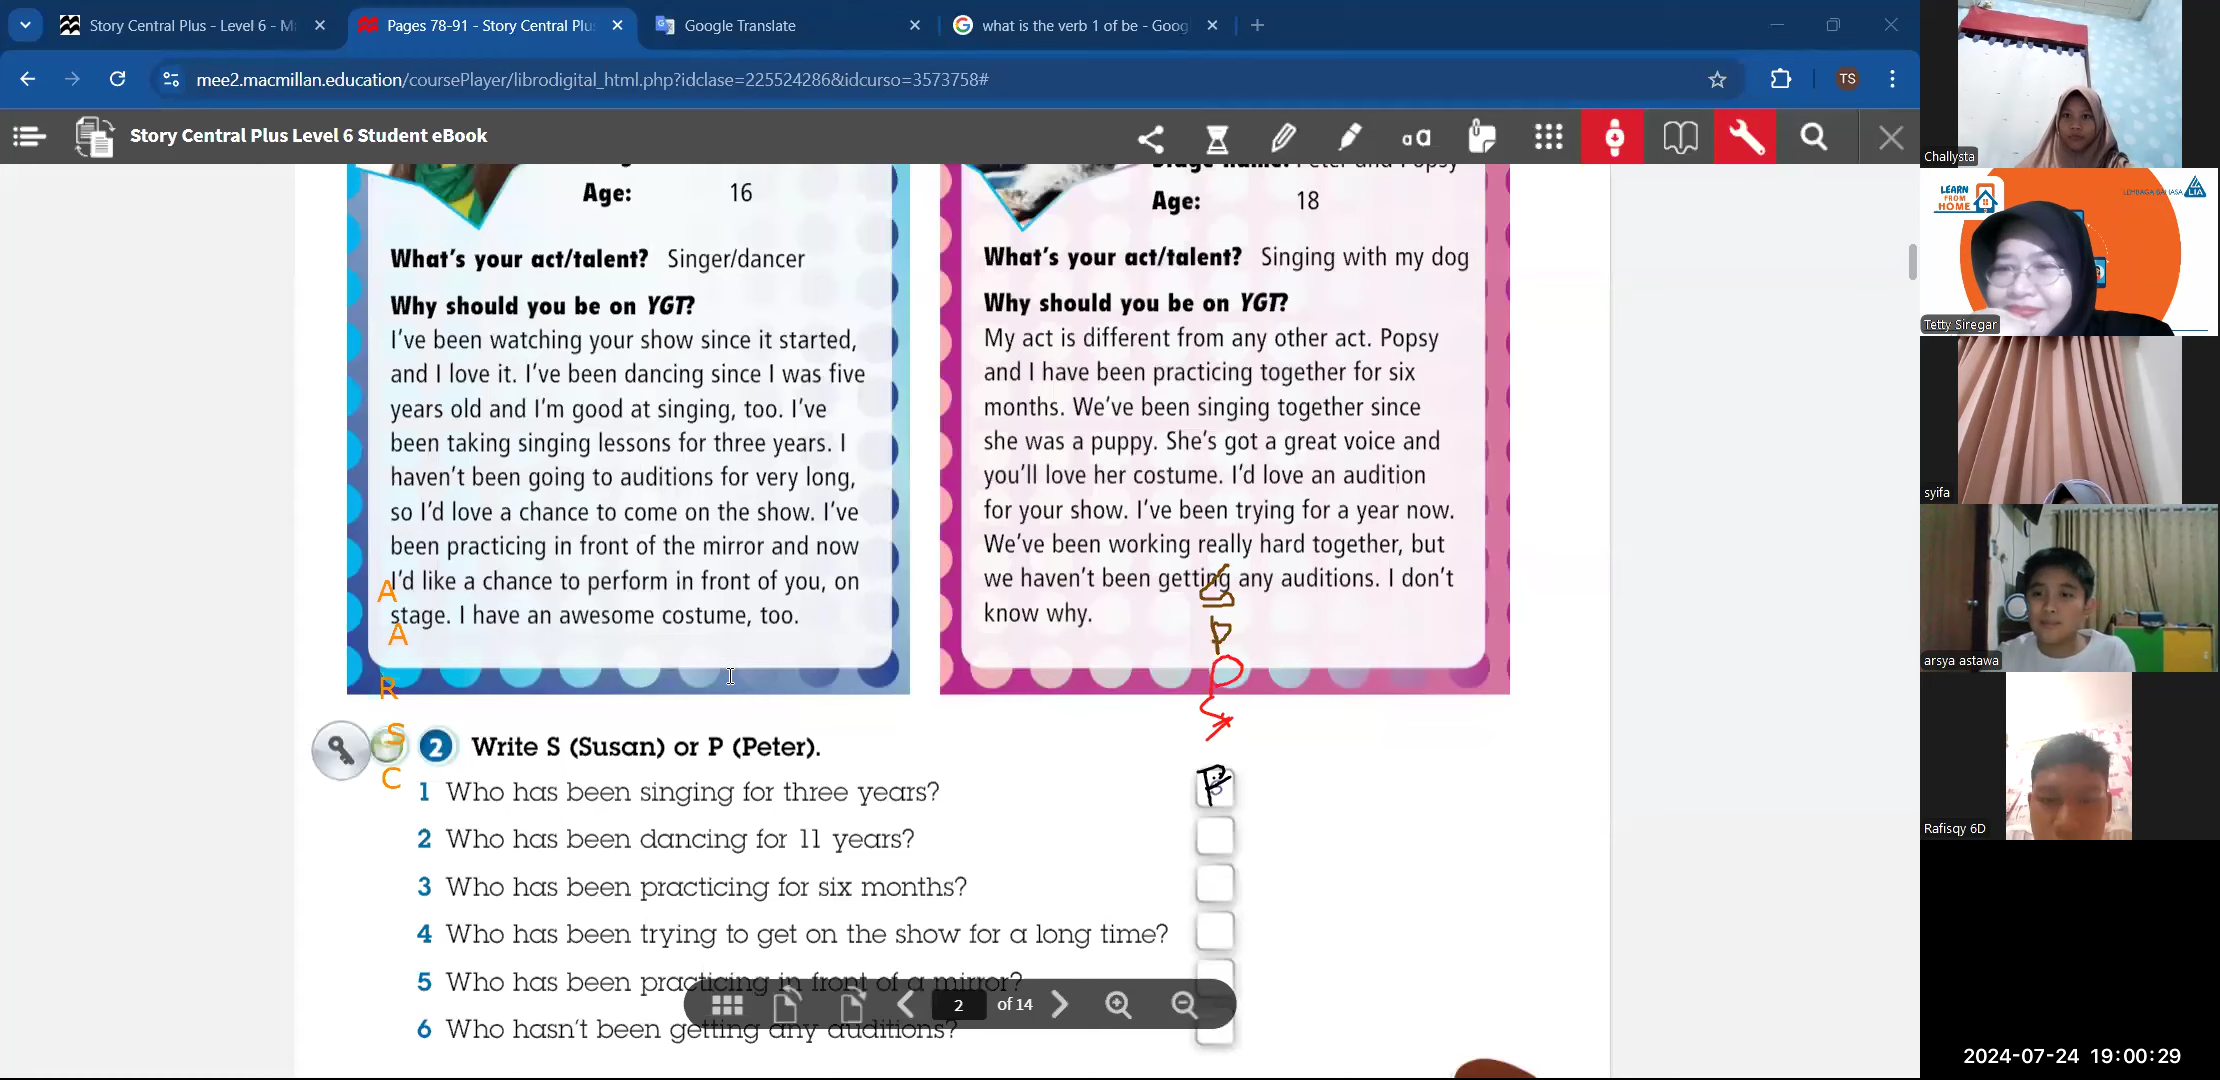 Story Central Plus - Level 6 - M
Pages 78-91 - Story Central Plu
Google Translate
what is the verb 1 of be - Goog
mee2.macmillan.education/coursePlayer/librodigital_html.php?idclase=225524286&idcurso=3573758#
TS
Story Central Plus Level 6 Student eBook
aa
Age: 16
What's your act/talent? Singer/dancer
Why should you be on YGT?
I've been watching your show since it started,
and I love it. I've been dancing since I was five
years old and I'm good at singing, too. I've
been taking singing lessons for three years. I
haven't been going to auditions for very long,
so I'd love a chance to come on the show. I've
been practicing in front of the mirror and now
I'd like a chance to perform in front of you, on
stage. I have an awesome costume, too.
Stage name: Peter and Popsy
Age: 18
What's your act/talent? Singing with my dog
Why should you be on YGT?
My act is different from any other act. Popsy
and I have been practicing together for six
months. We've been singing together since
she was a puppy. She's got a great voice and
you'll love her costume. I'd love an audition
for your show. I've been trying for a year now.
We've been working really hard together, but
we haven't been getting any auditions. I don't
know why.
A
A
R
S
C
P
P
2 Write S (Susan) or P (Peter).
1 Who has been singing for three years? P
2 Who has been dancing for 11 years?
3 Who has been practicing for six months?
4 Who has been trying to get on the show for a long time?
5 Who has been practicing in front of a mirror?
6 Who hasn't been getting any auditions?
2 of 14
Challysta
LEARN
FROM
HOME
LEMBAGA BAHASA LIA
Tetty Siregar
syifa
arsya astawa
Rafisqy 6D
2024-07-24 19:00:29